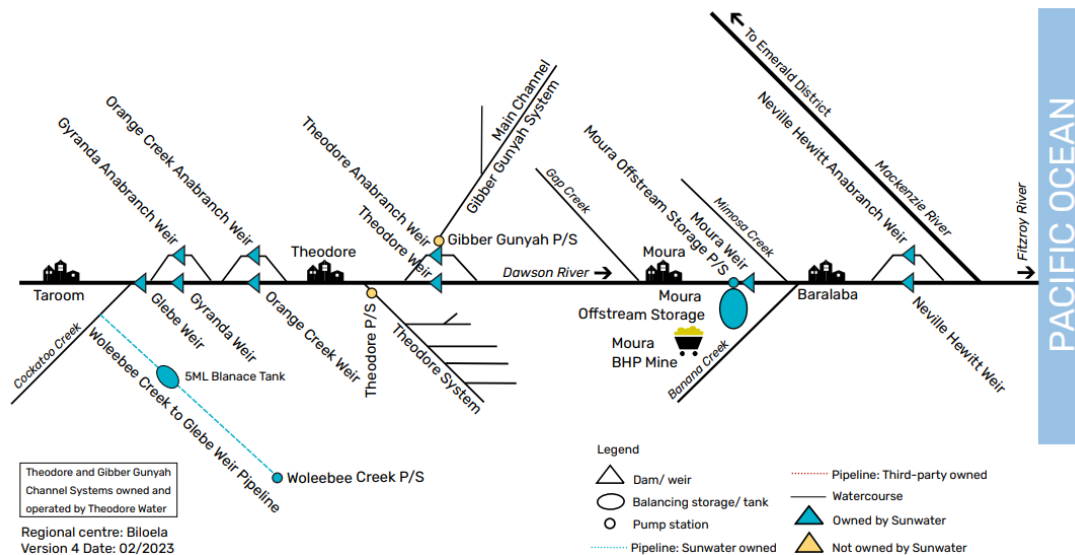 To Emerald District
Neville Hewitt Anabranch Weir
Mackenzie River
Fitzroy River
PACIFIC OCEAN
Gyranda Anabranch Weir
Orange Creek Anabranch Weir
Theodore Anabranch Weir
Theodore Weir
Main Channel
Gibber Gunyah System
Gibber Gunyah P/S
Gap Creek
Moura Offstream Storage P/S
Moura Weir
Mimosa Creek
Taroom
Theodore
Dawson River
Moura
Baralaba
Cockatoo Creek
Glebe Weir
Gyranda Weir
Orange Creek Weir
Theodore P/S
Theodore System
Moura
Offstream Storage
Moura
BHP Mine
Banana Creek
Neville Hewitt Weir
5ML Blanace Tank
Woleebee Creek to Glebe Weir Pipeline
Woleebee Creek P/S
Theodore and Gibber Gunyah
Channel Systems owned and
operated by Theodore Water
Regional centre: Biloela
Version 4 Date: 02/2023
Legend
Dam/ weir
Balancing storage/ tank
Pump station
Pipeline: Sunwater owned
Pipeline: Third-party owned
Watercourse
Owned by Sunwater
Not owned by Sunwater